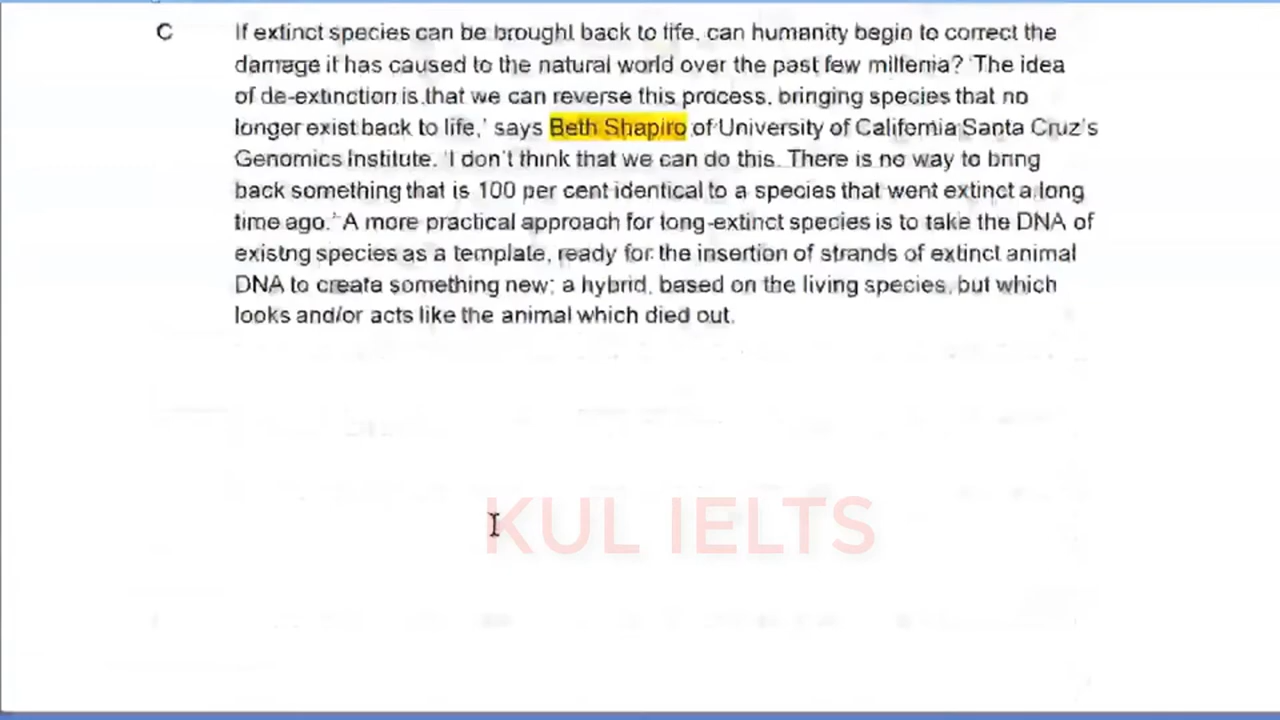 C If extinct species can be brought back to life, can humanity begin to correct the
damage it has caused to the natural world over the past few millenia? 'The idea
of de-extinction is that we can reverse this process, bringing species that no
longer exist back to life,' says Beth Shapiro of University of California Santa Cruz's
Genomics Institute. 'I don't think that we can do this. There is no way to bring
back something that is 100 per cent identical to a species that went extinct a long
time ago.' A more practical approach for long-extinct species is to take the DNA of
existing species as a template, ready for the insertion of strands of extinct animal
DNA to create something new; a hybrid, based on the living species, but which
looks and/or acts like the animal which died out.
KUL IELTS